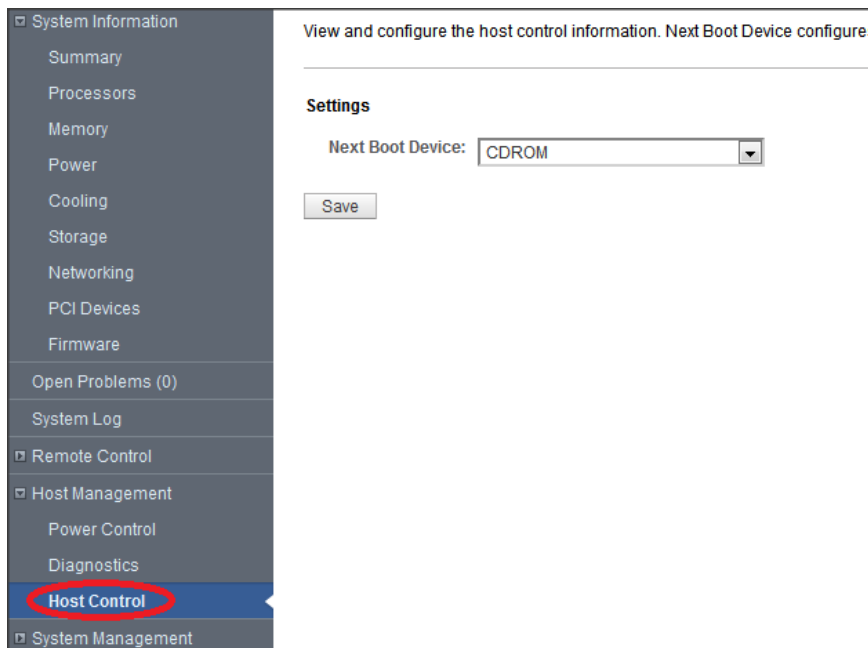 System Information
Summary
Processors
Memory
Power
Cooling
Storage
Networking
PCI Devices
Firmware
Open Problems (0)
System Log
Remote Control
Host Management
Power Control
Diagnostics
Host Control
System Management
View and configure the host control information. Next Boot Device configure
Settings
Next Boot Device: CDROM
Save